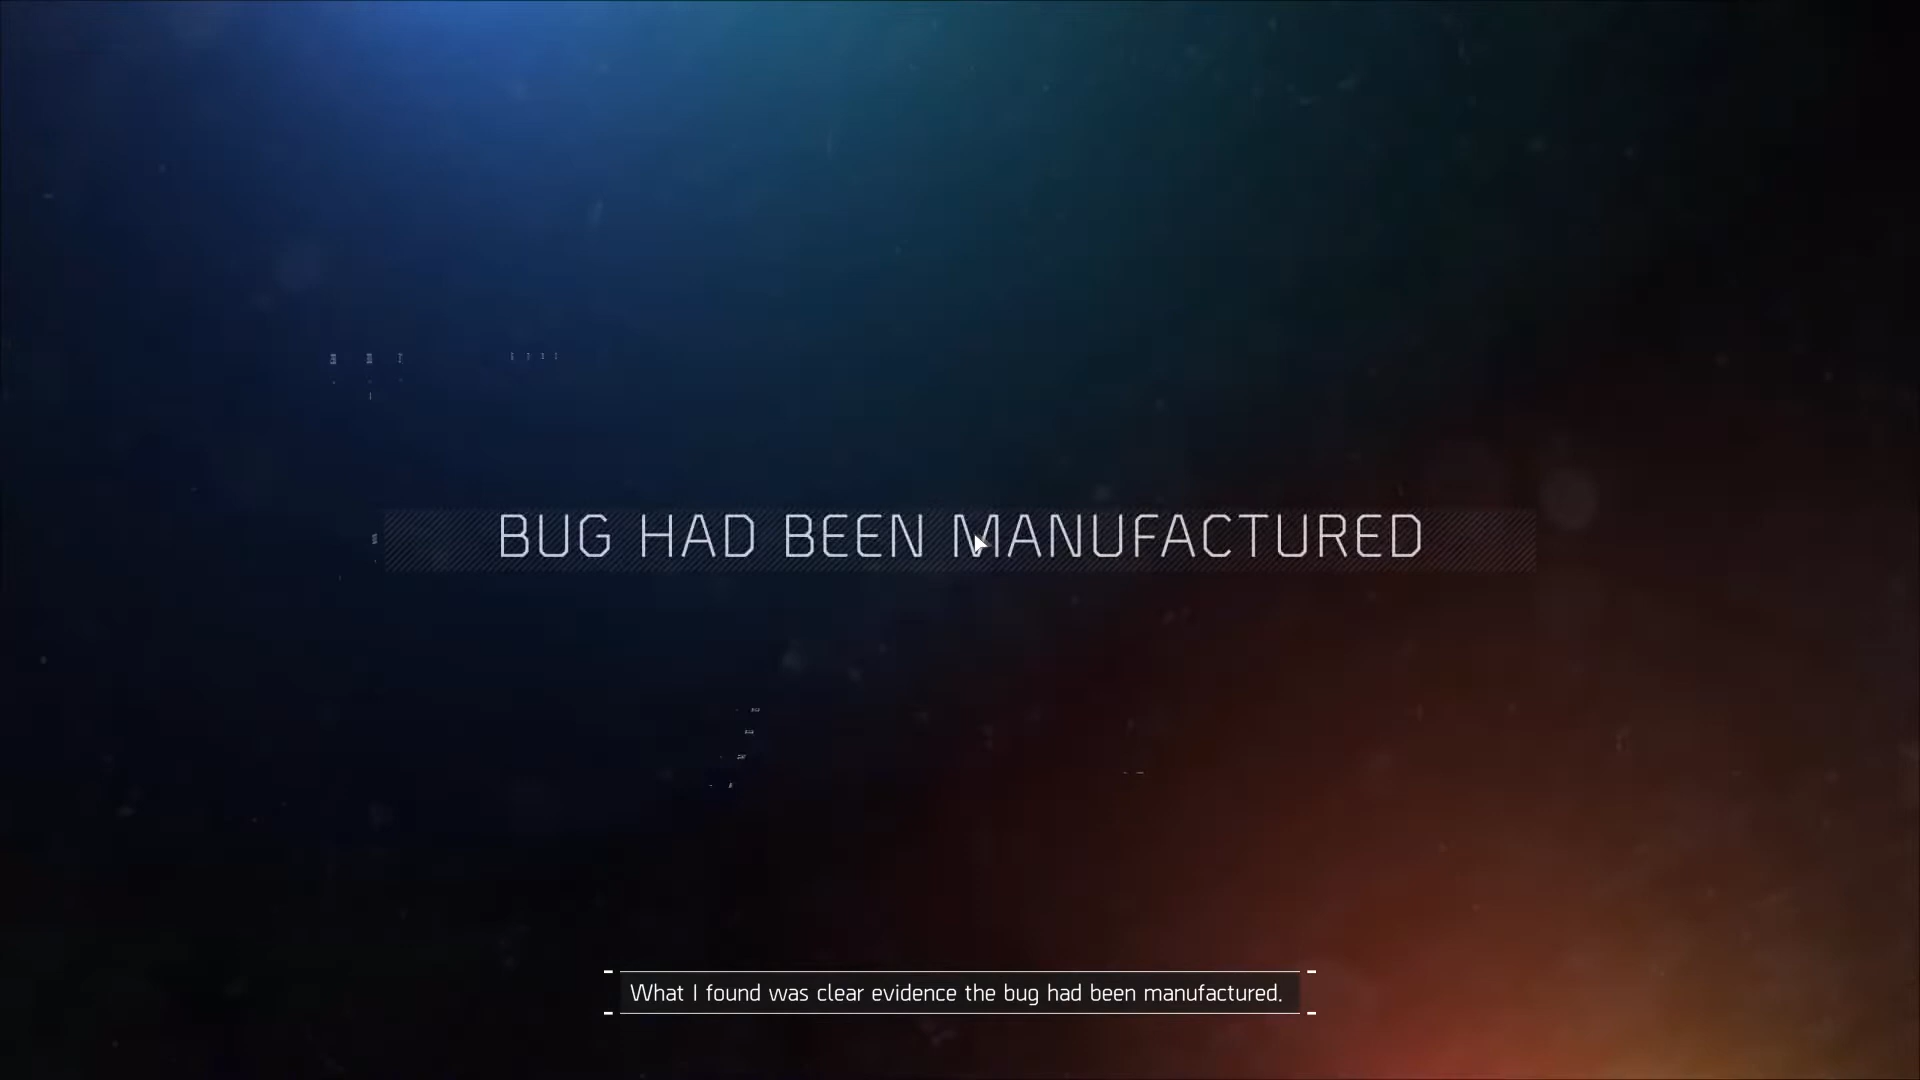 BUG HAD BEEN MANUFACTURED
What I found was clear evidence the bug had been manufactured.